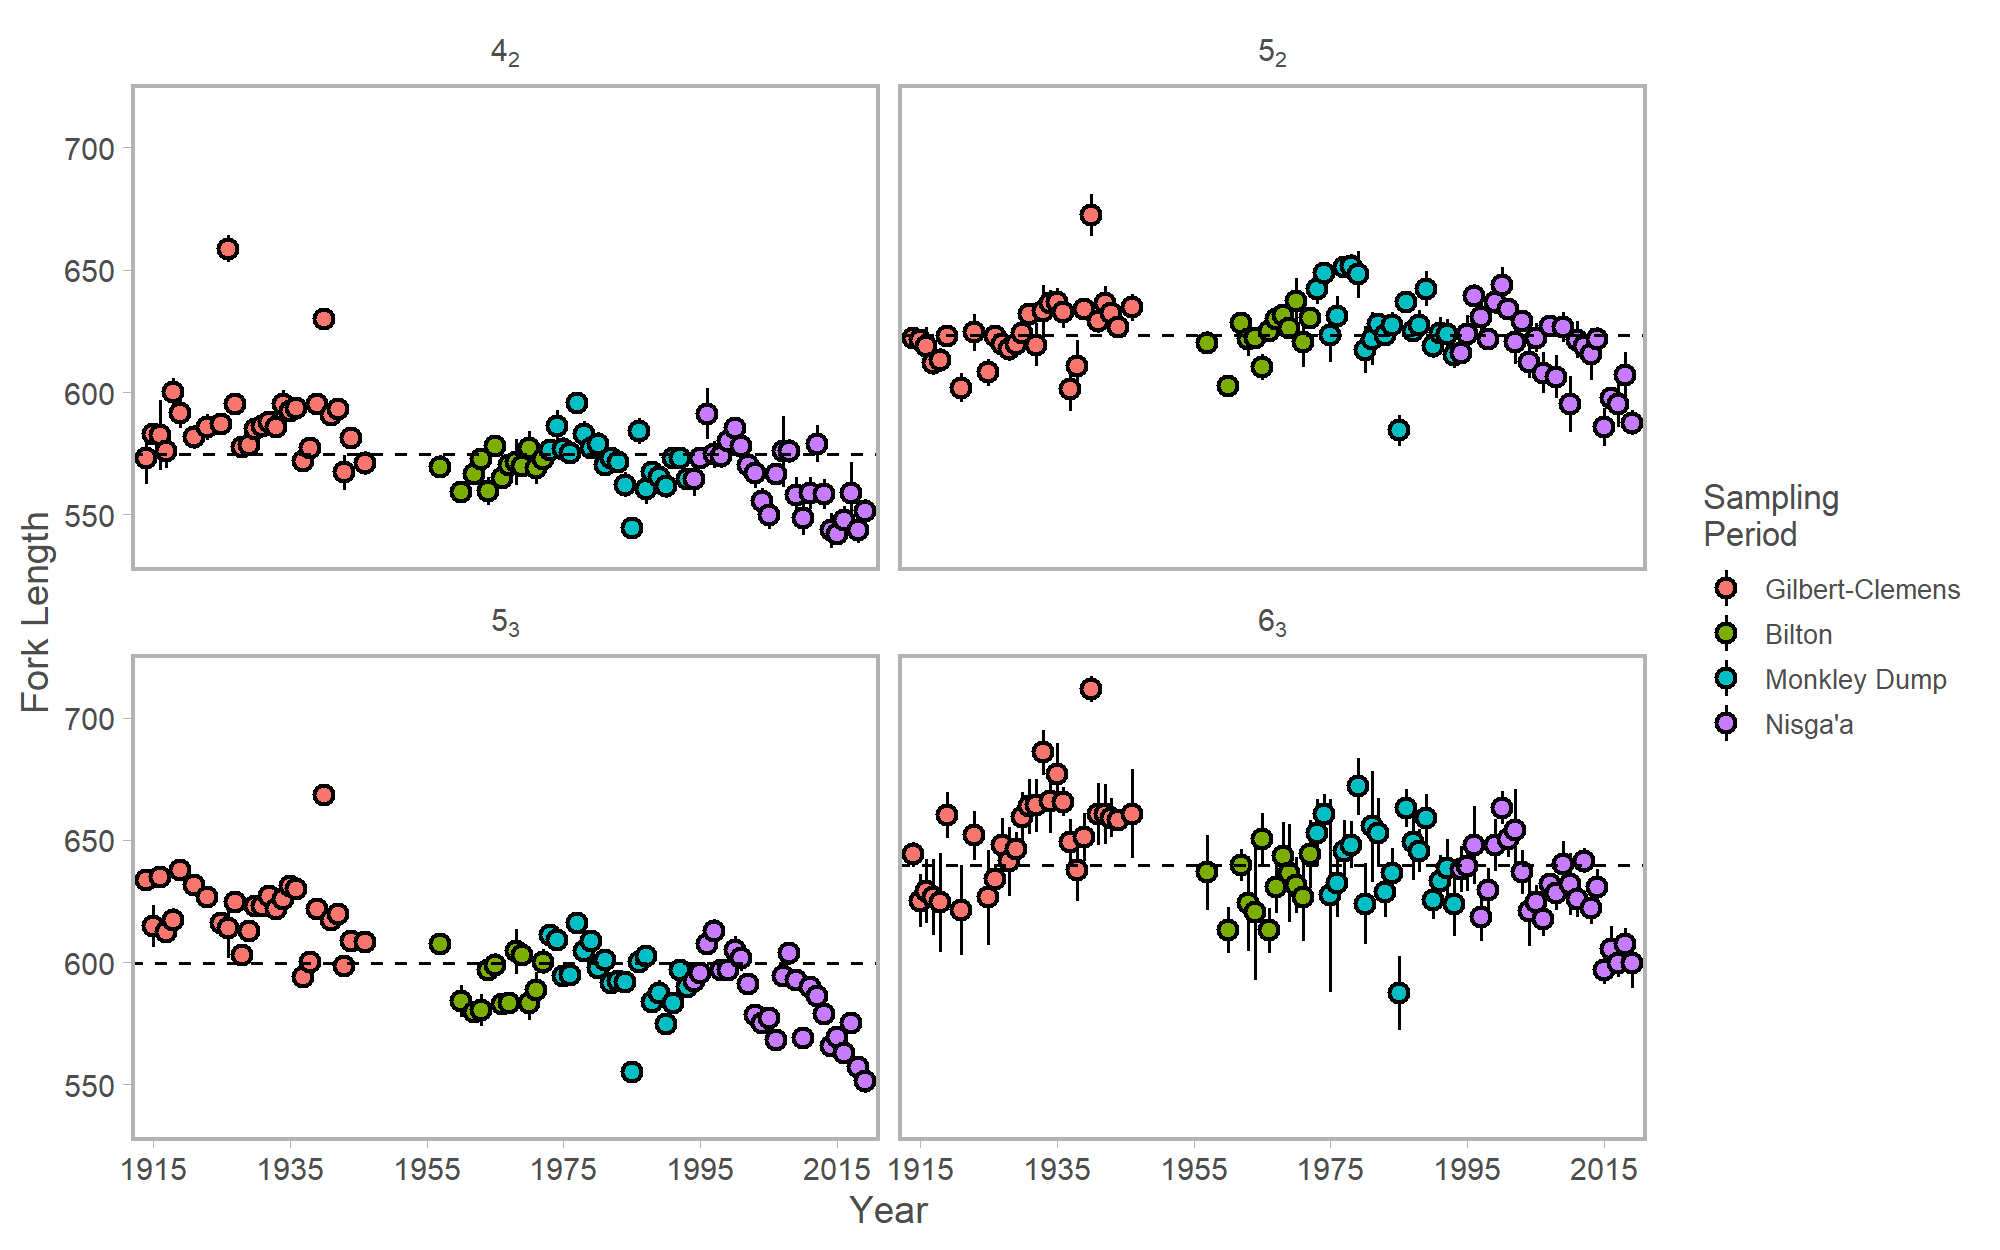 4₂
5₂
700
650
600
550
5₃
6₃
700
650
600
550
1915 1935 1955 1975 1995 2015
1915 1935 1955 1975 1995 2015
Year
Fork Length
Sampling
Period
Gilbert-Clemens
Bilton
Monkley Dump
Nisga'a